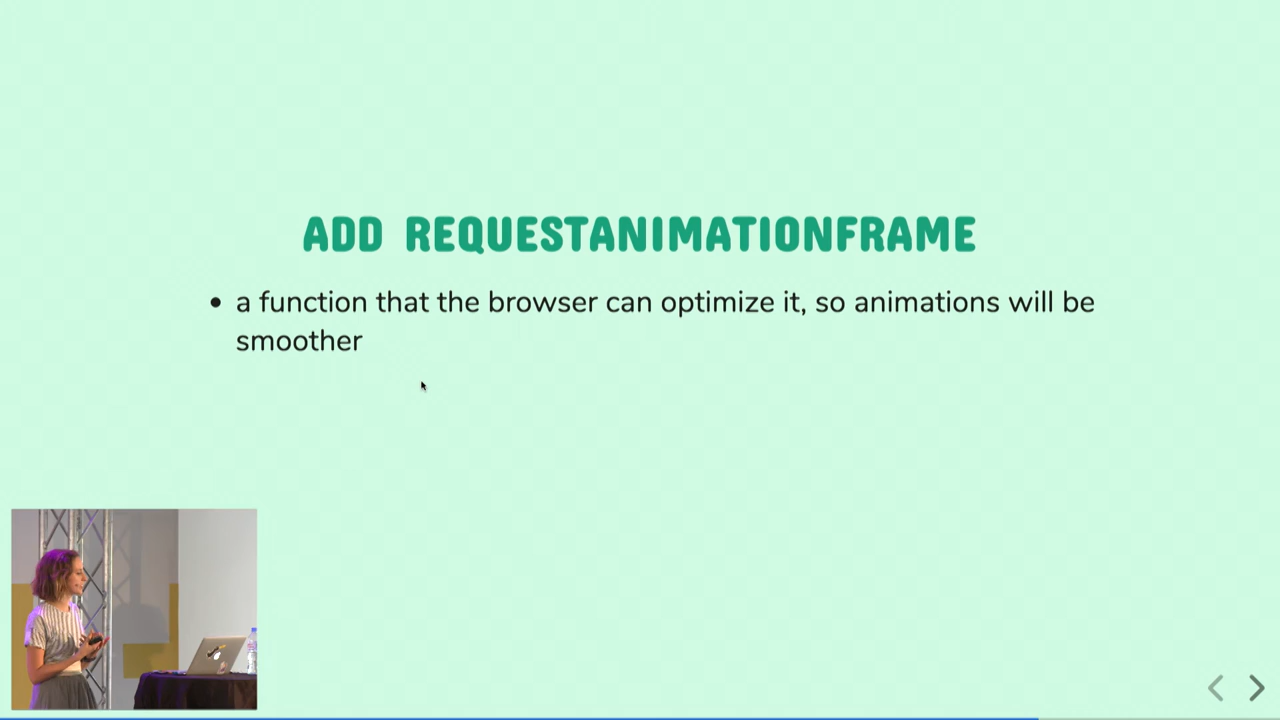 ADD REQUESTANIMATIONFRAME
• a function that the browser can optimize it, so animations will be
smoother